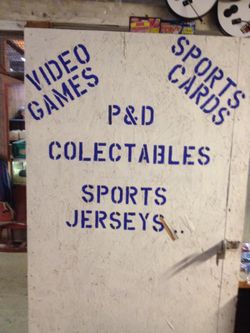 VIDEO
GAMES
SPORTS
CARDS
P&D
COLECTABLES
SPORTS
JERSEYS..